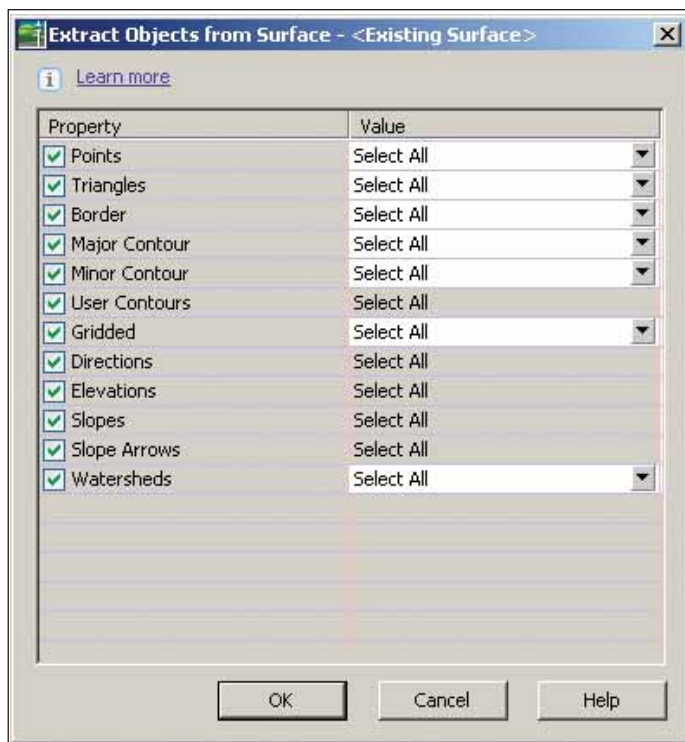 Extract Objects from Surface - <Existing Surface>
i Learn more
Property Value
Points Select All
Triangles Select All
Border Select All
Major Contour Select All
Minor Contour Select All
User Contours Select All
Gridded Select All
Directions Select All
Elevations Select All
Slopes Select All
Slope Arrows Select All
Watersheds Select All
OK Cancel Help